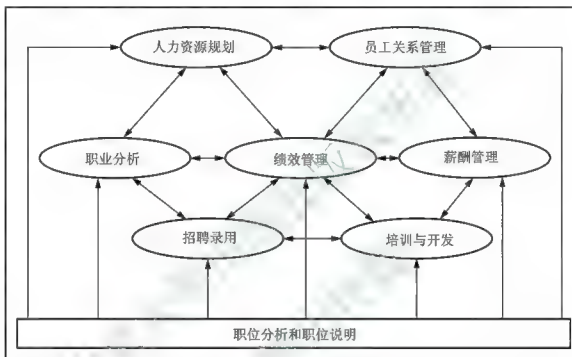 人力资源规划
员工关系管理
职业分析
绩效管理
薪酬管理
招聘录用
培训与开发
职位分析和职位说明